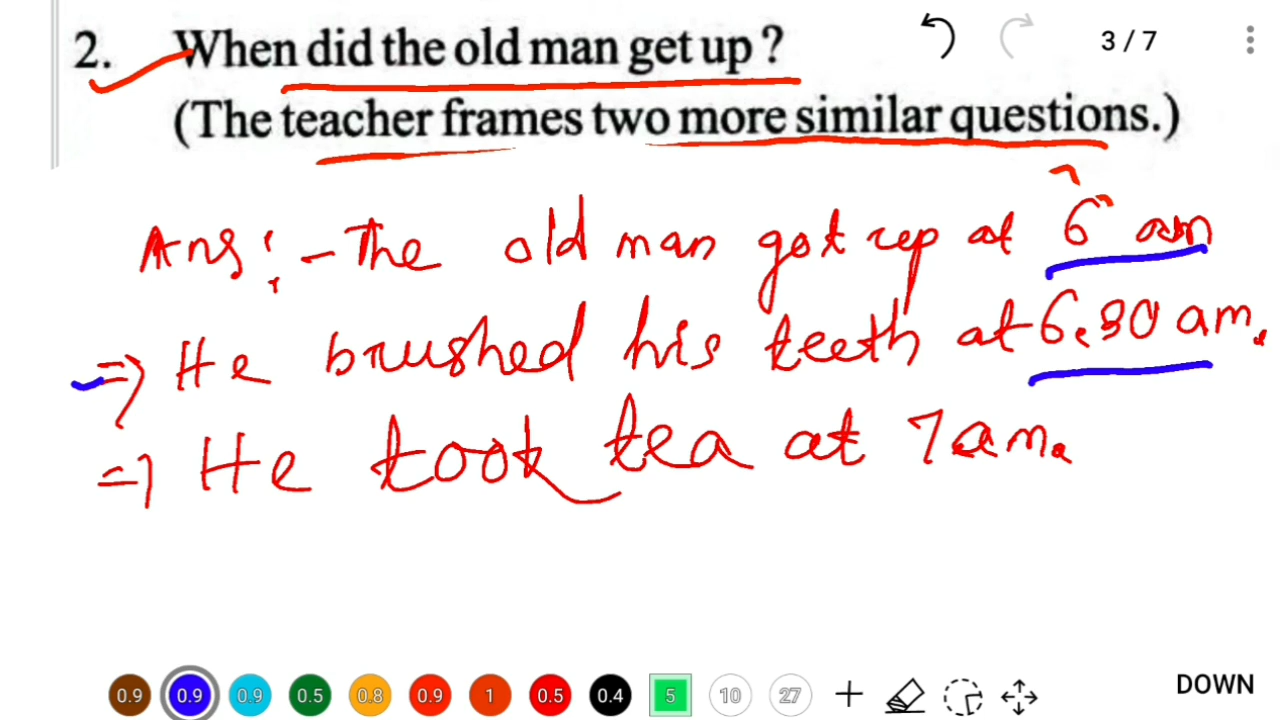 2. When did the old man get up ?
3 / 7
(The teacher frames two more similar questions.)
Ans :- The old man got up at 6 am
=> He brushed his teeth at 6.30 am.
=> He took tea at 7 am.
DOWN
0.9 0.9 0.9 0.5 0.8 0.9 1 0.5 0.4 5 10 27